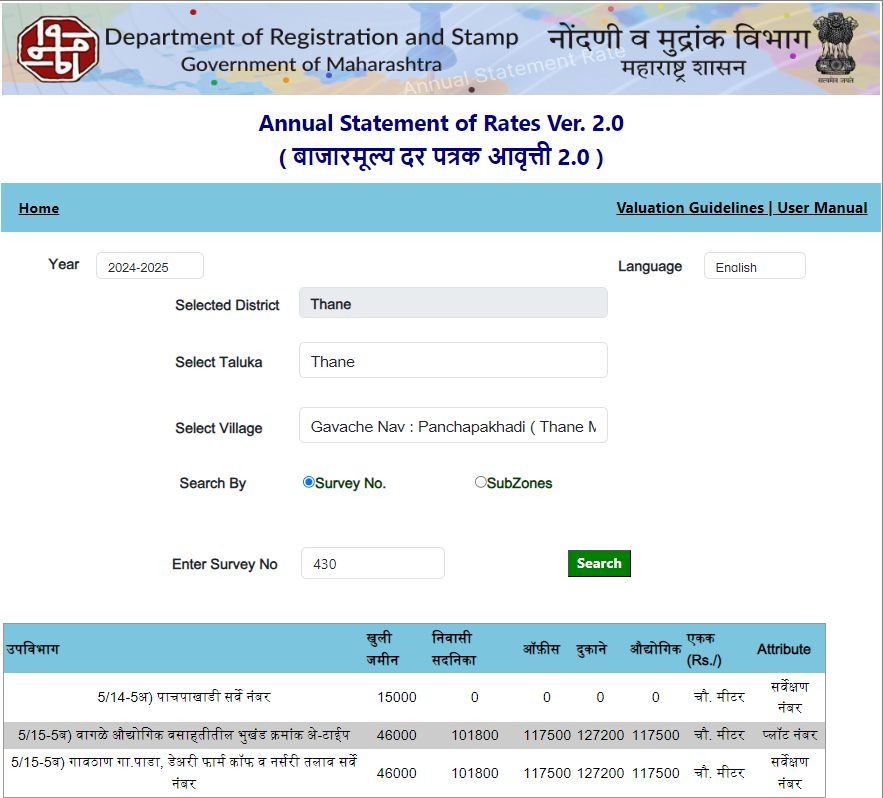 Department of Registration and Stamp
Government of Maharashtra
नोंदणी व मुद्रांक विभाग
महाराष्ट्र शासन
सत्यमेव जयते
Annual Statement Rate
Annual Statement of Rates Ver. 2.0
( बाजारमूल्य दर पत्रक आवृत्ती 2.0 )
Home Valuation Guidelines | User Manual
Year 2024-2025 Language English
Selected District Thane
Select Taluka Thane
Select Village Gavache Nav : Panchapakhadi ( Thane M
Search By Survey No. SubZones
Enter Survey No 430 Search
उपविभाग खुली जमीन निवासी सदनिका ऑफ़ीस दुकाने औद्योगिक एकक (Rs./) Attribute
5/14-5अ) पाचपाखाडी सर्वे नंबर 15000 0 0 0 0 चौ. मीटर सर्वेक्षण नंबर
5/15-5ब) वागळे औद्योगिक वसाहतीतील भुखंड क्रमांक अे-टाईप 46000 101800 117500 127200 117500 चौ. मीटर प्लॉट नंबर
5/15-5ब) गावठाण गा.पाडा, डेअरी फार्म कॉफ व नर्सरी तलाव सर्वे नंबर 46000 101800 117500 127200 117500 चौ. मीटर सर्वेक्षण नंबर